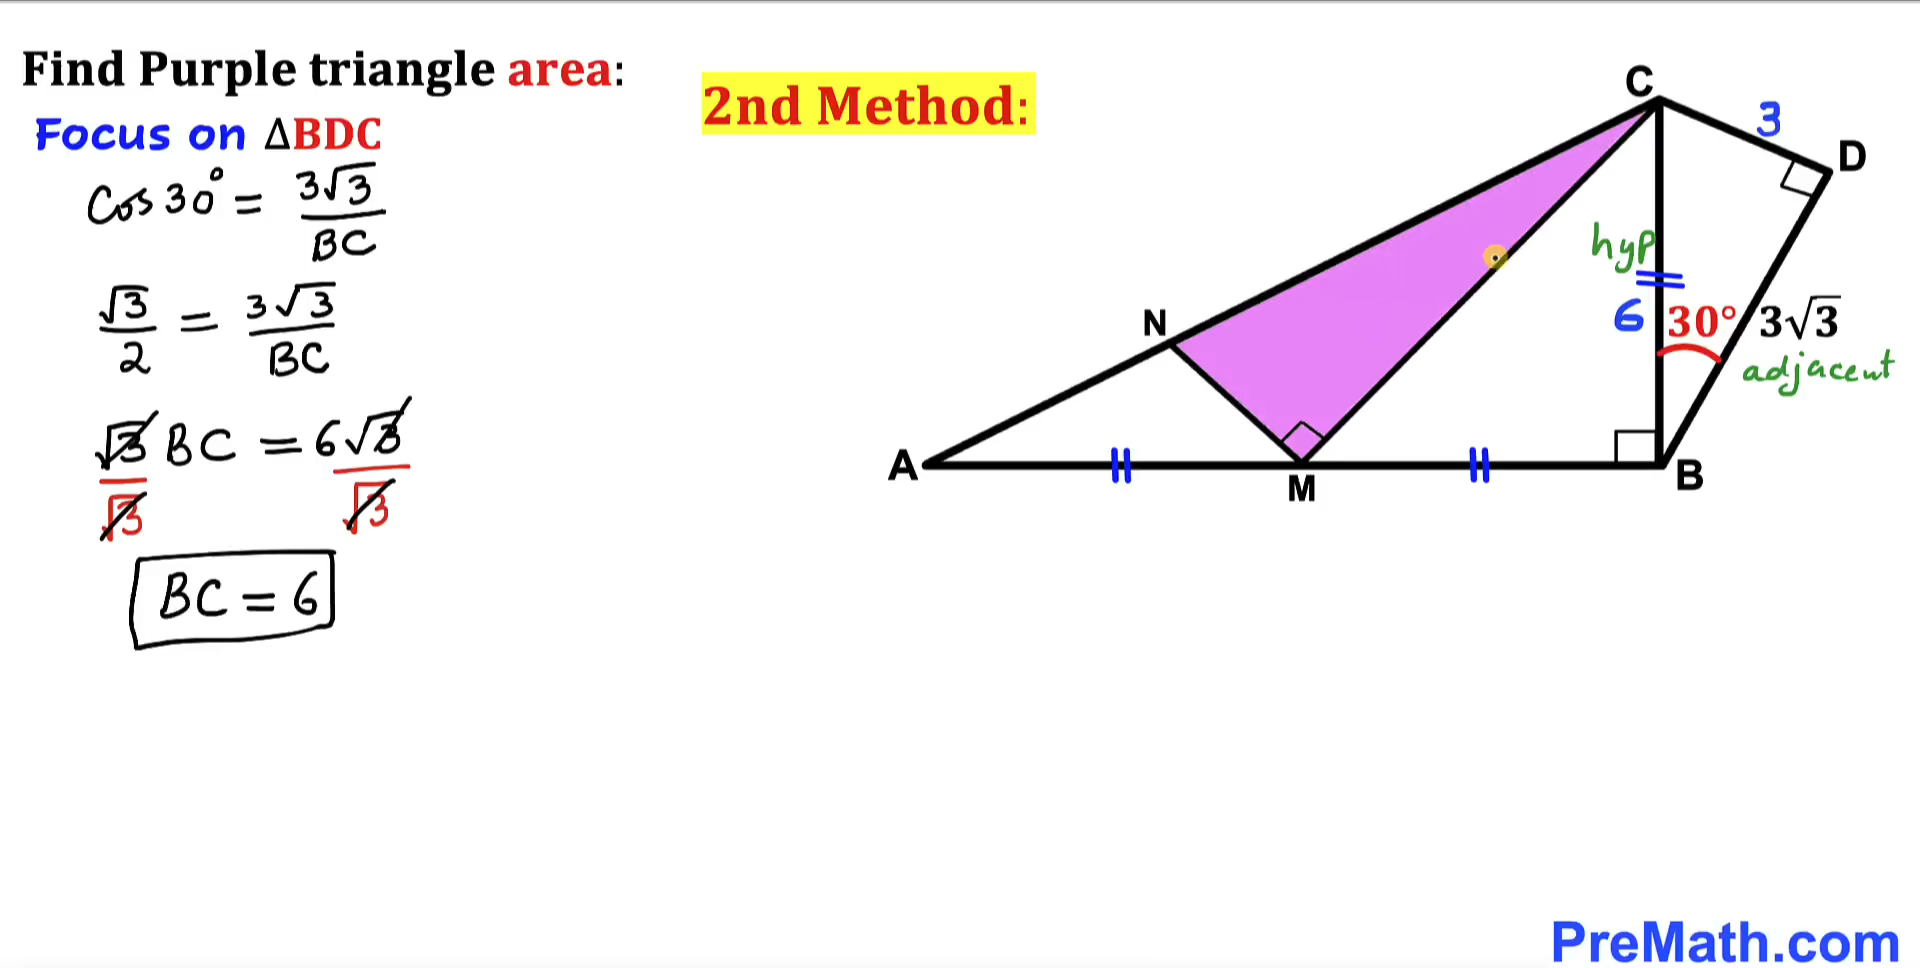 Find Purple triangle area:
2nd Method:
Focus on ΔBDC
Cos 30° = 3√3 / BC
√3 / 2 = 3√3 / BC
√3 BC = 6√3
√3 √3
BC = 6
C
3
D
hyp
6
30°
3√3
adjacent
N
A
M
B
PreMath.com